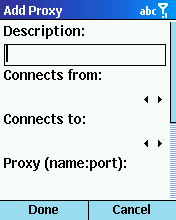 Add Proxy abc
Description:
Connects from:
Connects to:
Proxy (name:port):
Done Cancel